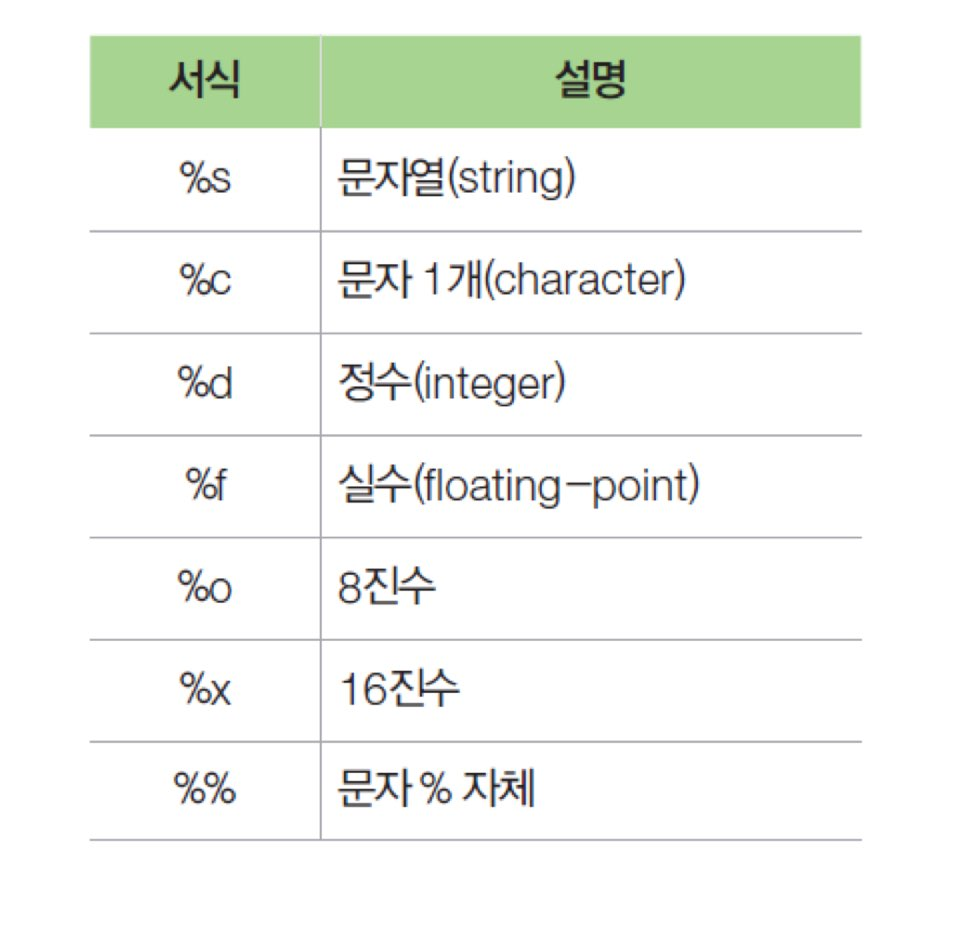 서식 설명
%s 문자열(string)
%c 문자 1개(character)
%d 정수(integer)
%f 실수(floating-point)
%o 8진수
%x 16진수
%% 문자 % 자체